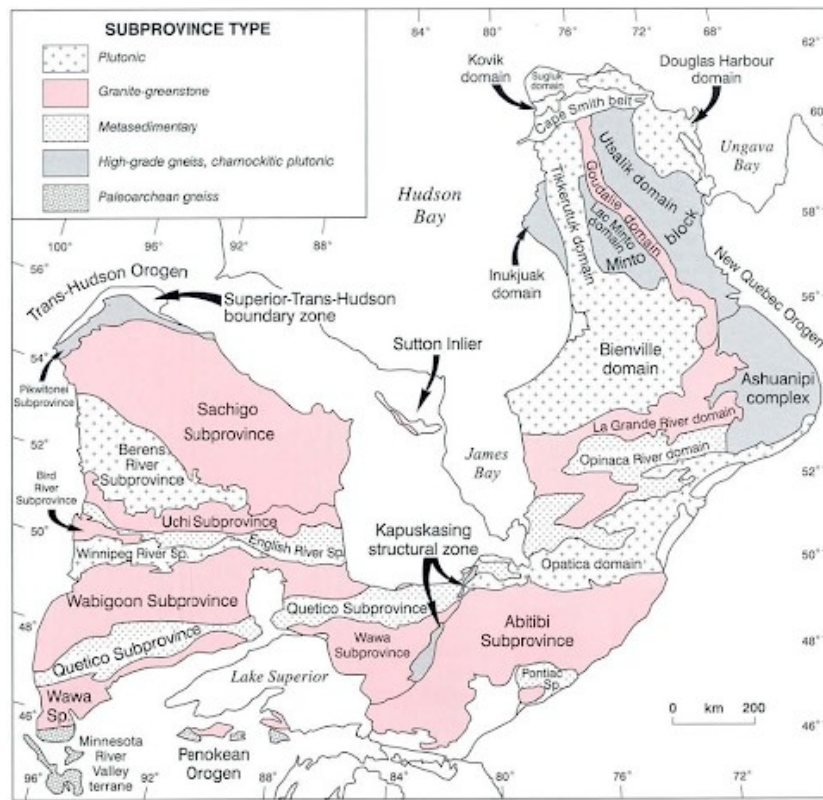 SUBPROVINCE TYPE
Plutonic
Granite-greenstone
Metasedimentary
High-grade gneiss, charnockitic plutonic
Paleoarchean gneiss
84°
80°
76°
72°
68°
62°
Kovik
domain
Sugluk domain
Douglas Harbour
domain
60°
Cape Smith belt
Ungava
Bay
Hudson
Bay
Utsalik domain
Goudalie domain
Tikkerutuk domain
Lac Minto
domain
Minto
block
58°
100°
96°
92°
88°
Inukjuak
domain
New Quebec Orogen
56°
Trans-Hudson Orogen
Superior-Trans-Hudson
boundary zone
56°
54°
Sutton Inlier
Bienville
domain
Ashuanipi
complex
54°
Pikwitonei
Subprovince
Sachigo
Subprovince
La Grande River domain
52°
Berens
River
Subprovince
James
Bay
Opinaca River domain
52°
Bird
River
Subprovince
Uchi Subprovince
50°
English River Sp.
Kapuskasing
structural zone
Winnipeg River Sp.
Opatica domain
50°
Wabigoon Subprovince
Quetico Subprovince
Abitibi
Subprovince
48°
Quetico Subprovince
Wawa
Subprovince
48°
Lake Superior
Pontiac
Sp.
Wawa
Sp.
46°
0 km 200
46°
Minnesota
River
Valley
terrane
Penokean
Orogen
96°
92°
88°
84°
82°
80°
76°
72°